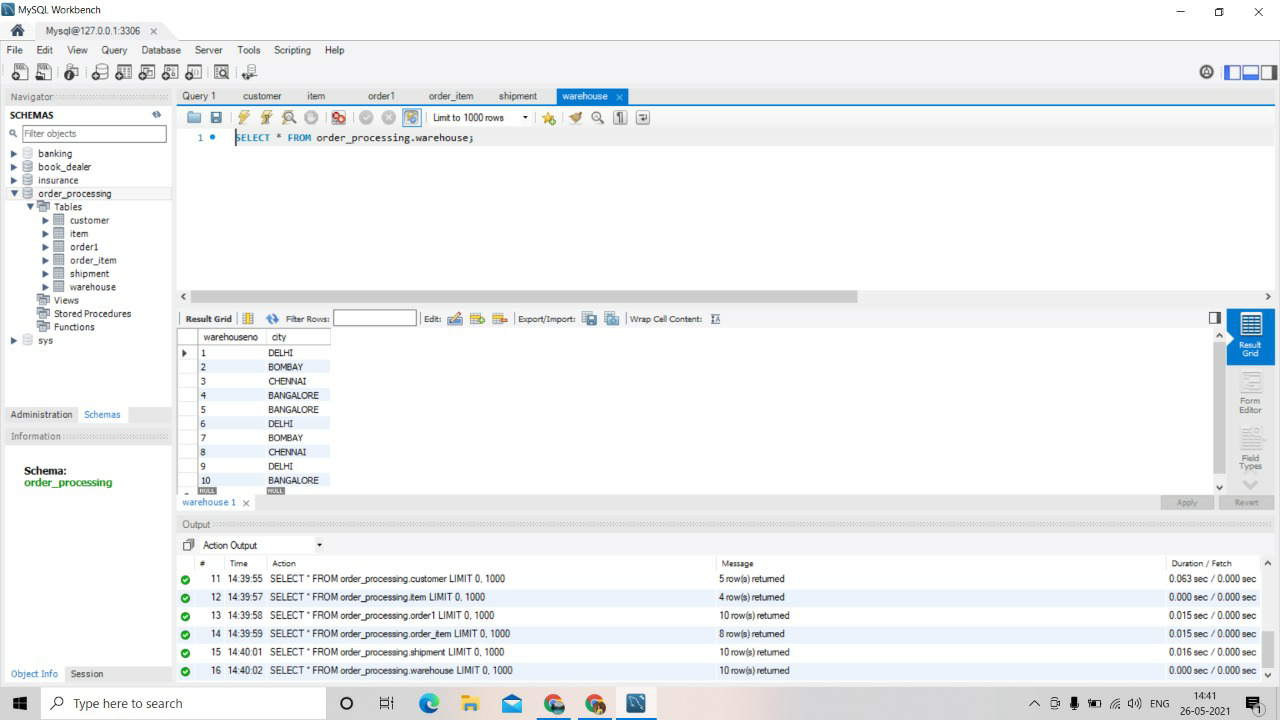 MySQL Workbench
Mysql@127.0.0.1:3306
File Edit View Query Database Server Tools Scripting Help
Navigator
SCHEMAS
Filter objects
banking
book_dealer
insurance
order_processing
Tables
customer
item
order1
order_item
shipment
warehouse
Views
Stored Procedures
Functions
sys
Administration Schemas
Information
Schema:
order_processing
Object Info Session
Query 1 customer item order1 order_item shipment warehouse
Limit to 1000 rows
1 SELECT * FROM order_processing.warehouse;
Result Grid Filter Rows: Edit: Export/Import: Wrap Cell Content:
warehouseno city
1 DELHI
2 BOMBAY
3 CHENNAI
4 BANGALORE
5 BANGALORE
6 DELHI
7 BOMBAY
8 CHENNAI
9 DELHI
10 BANGALORE
NULL NULL
Result Grid
Form Editor
Field Types
warehouse 1 Apply Revert
Output
Action Output
# Time Action Message Duration / Fetch
11 14:39:55 SELECT * FROM order_processing.customer LIMIT 0, 1000 5 row(s) returned 0.063 sec / 0.000 sec
12 14:39:57 SELECT * FROM order_processing.item LIMIT 0, 1000 4 row(s) returned 0.000 sec / 0.000 sec
13 14:39:58 SELECT * FROM order_processing.order1 LIMIT 0, 1000 10 row(s) returned 0.015 sec / 0.000 sec
14 14:39:59 SELECT * FROM order_processing.order_item LIMIT 0, 1000 8 row(s) returned 0.015 sec / 0.000 sec
15 14:40:01 SELECT * FROM order_processing.shipment LIMIT 0, 1000 10 row(s) returned 0.016 sec / 0.000 sec
16 14:40:02 SELECT * FROM order_processing.warehouse LIMIT 0, 1000 10 row(s) returned 0.000 sec / 0.000 sec
Type here to search
ENG
14:41
26-05-2021
1